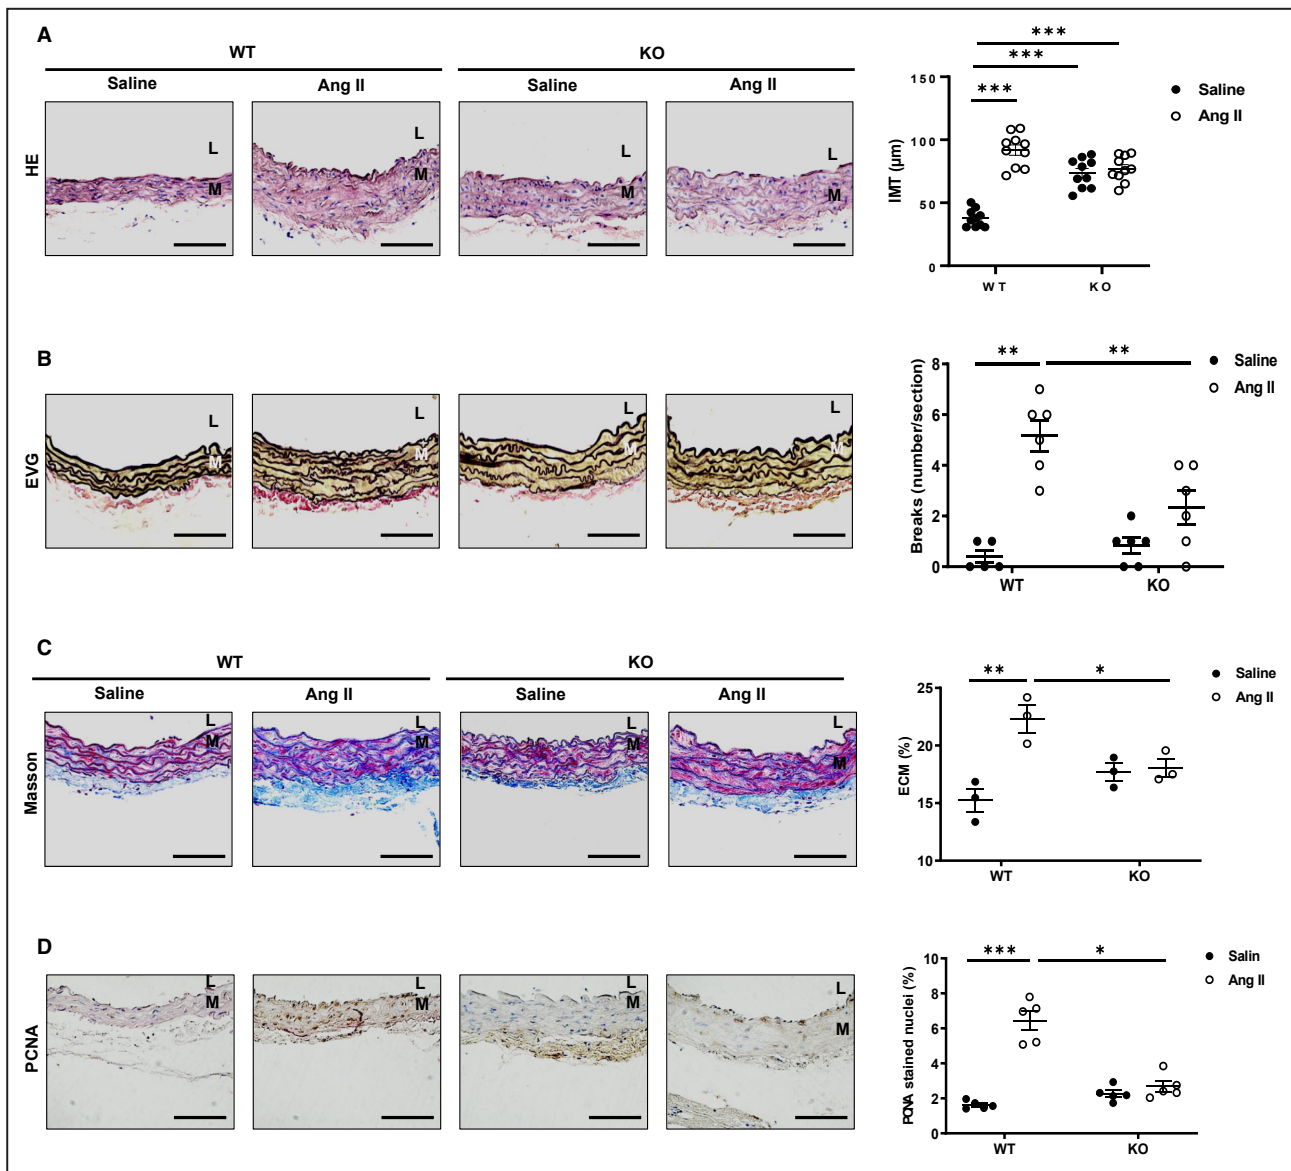 A
WT
KO
Saline
Ang II
Saline
Ang II
HE
L
M
L
M
L
M
L
M
***
***
***
IMT (µm)
150
100
50
0
WT
KO
Saline
Ang II
B
EVG
L
M
L
M
L
M
L
M
**
**
Breaks (number/section)
8
6
4
2
0
WT
KO
Saline
Ang II
C
WT
KO
Saline
Ang II
Saline
Ang II
Masson
L
M
L
M
L
M
L
M
**
*
ECM (%)
25
20
15
10
WT
KO
Saline
Ang II
D
PCNA
L
M
L
M
L
M
L
M
***
*
PCNA stained nuclei (%)
10
8
6
4
2
0
WT
KO
Salin
Ang II